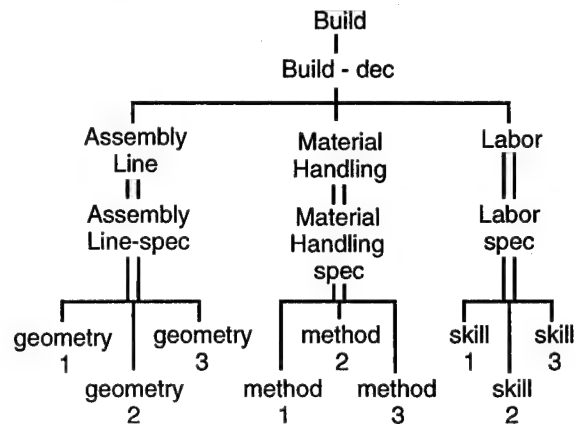 Build
Build - dec
Assembly
Line
Material
Handling
Labor
Assembly
Line-spec
Material
Handling
spec
Labor
spec
geometry
1
geometry
2
geometry
3
method
1
method
2
method
3
skill
1
skill
2
skill
3